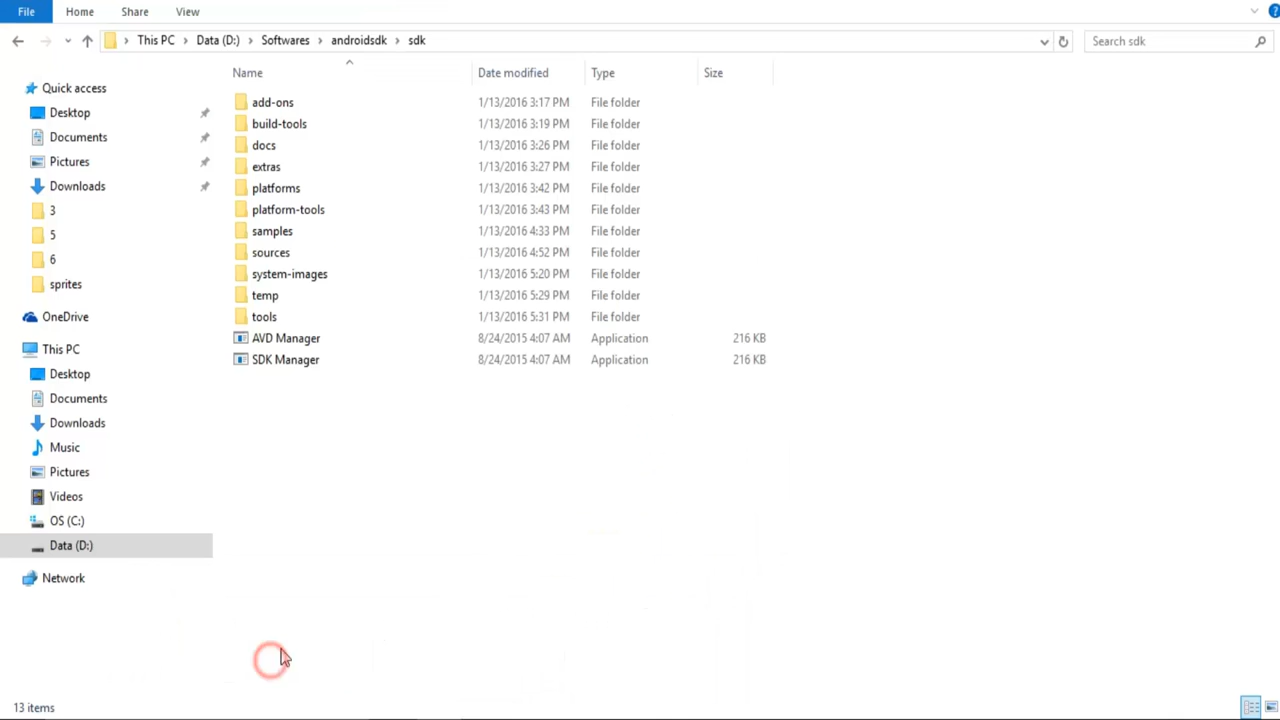 File Home Share View
This PC Data (D:) Softwares androidsdk sdk Search sdk
Name Date modified Type Size
Quick access
Desktop
Documents
Pictures
Downloads
3
5
6
sprites
OneDrive
This PC
Desktop
Documents
Downloads
Music
Pictures
Videos
OS (C:)
Data (D:)
Network
add-ons 1/13/2016 3:17 PM File folder
build-tools 1/13/2016 3:19 PM File folder
docs 1/13/2016 3:26 PM File folder
extras 1/13/2016 3:27 PM File folder
platforms 1/13/2016 3:42 PM File folder
platform-tools 1/13/2016 3:43 PM File folder
samples 1/13/2016 4:33 PM File folder
sources 1/13/2016 4:52 PM File folder
system-images 1/13/2016 5:20 PM File folder
temp 1/13/2016 5:29 PM File folder
tools 1/13/2016 5:31 PM File folder
AVD Manager 8/24/2015 4:07 AM Application 216 KB
SDK Manager 8/24/2015 4:07 AM Application 216 KB
13 items